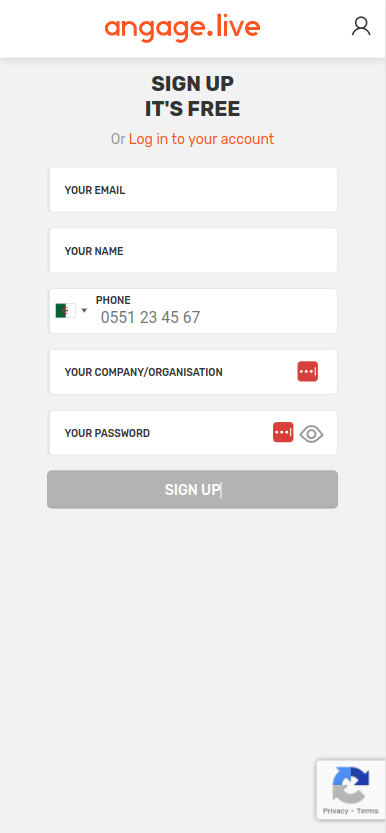 angage.live
SIGN UP
IT'S FREE
Or Log in to your account
YOUR EMAIL
YOUR NAME
PHONE
0551 23 45 67
YOUR COMPANY/ORGANISATION
YOUR PASSWORD
SIGN UP
Privacy - Terms